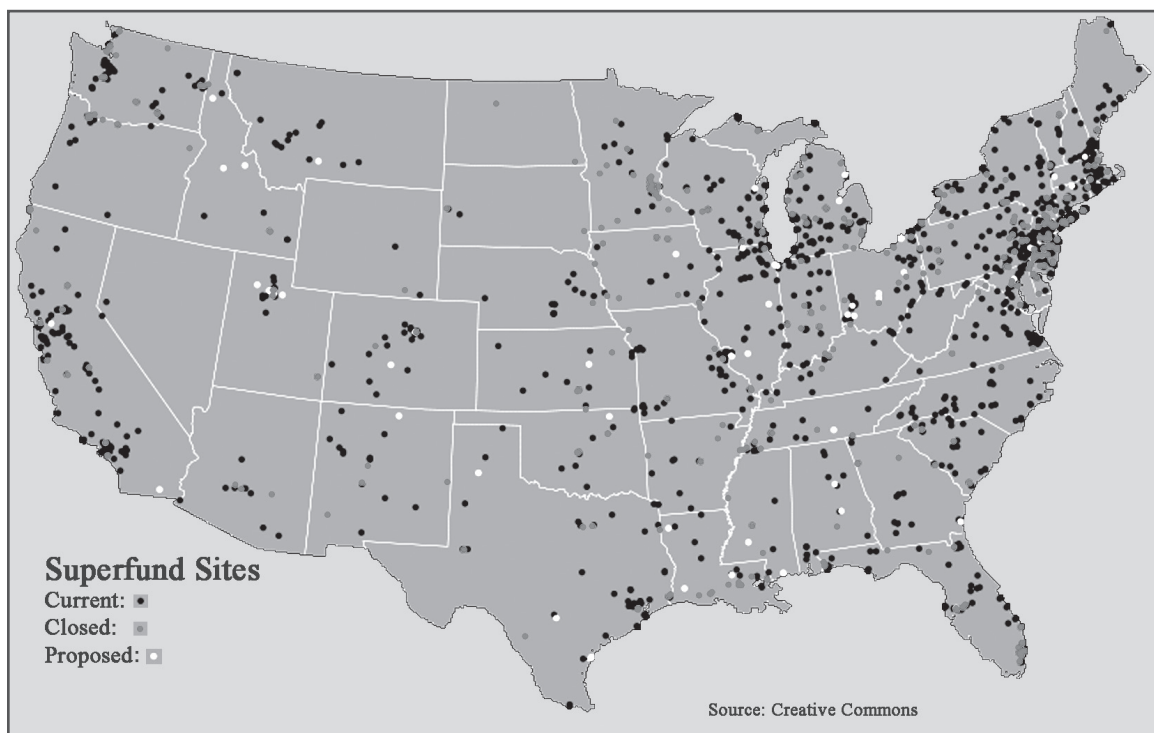 Superfund Sites
Current:
Closed:
Proposed:
Source: Creative Commons